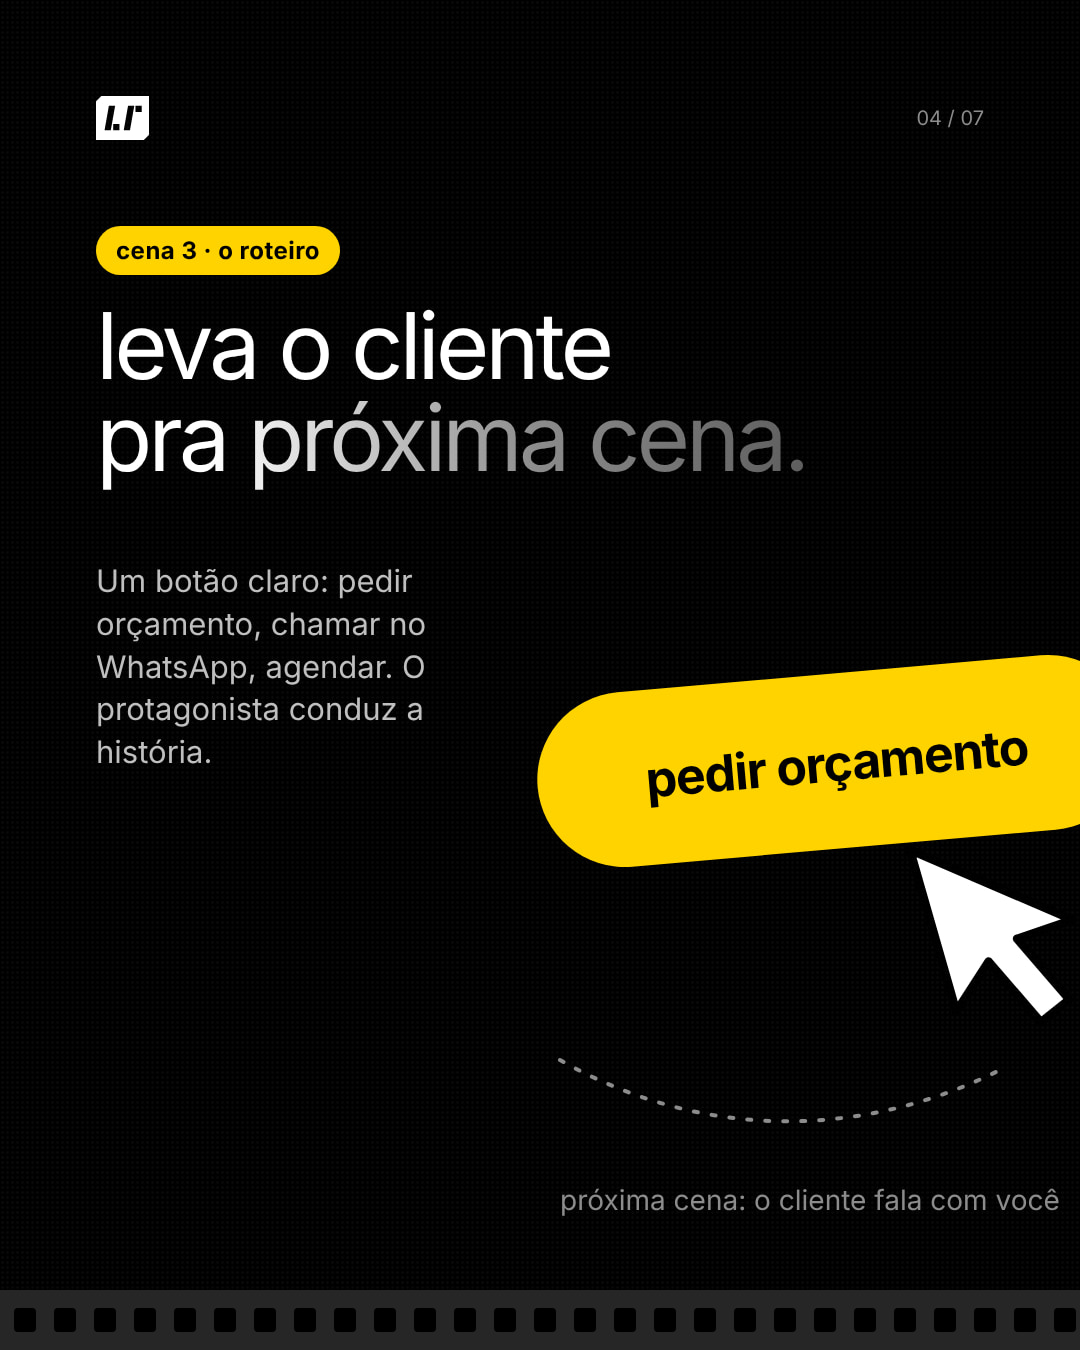 LT
04 / 07
cena 3 · o roteiro
leva o cliente
pra próxima cena.
Um botão claro: pedir
orçamento, chamar no
WhatsApp, agendar. O
protagonista conduz a
história.
pedir orçamento
próxima cena: o cliente fala com você